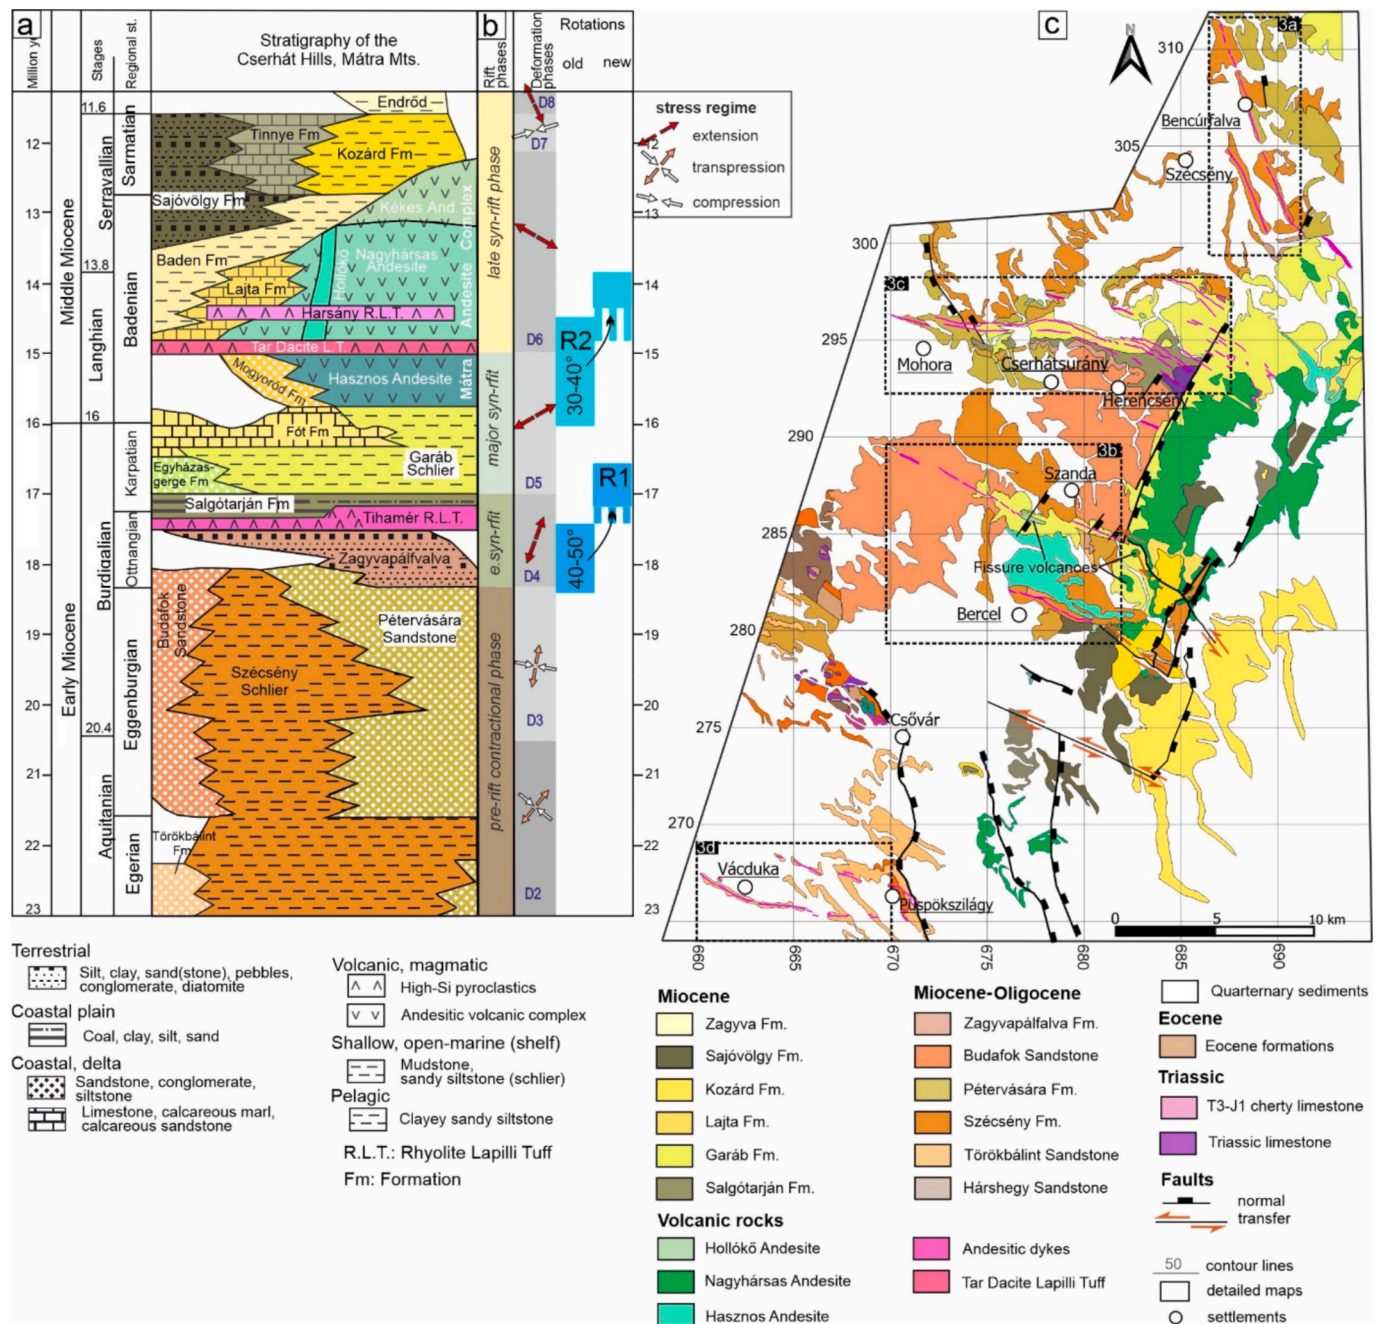 a
Million y
Stages
Regional st.
Stratigraphy of the
Cserhát Hills, Mátra Mts.
b
Rift
phases
Deformation
phases
Rotations
old
new
Middle Miocene
Early Miocene
Serravallian
Langhian
Burdigalian
Aquitanian
Sarmatian
Badenian
Karpatian
Ottnangian
Eggenburgian
Egerian
11.6
12
13
13.8
14
15
16
16
17
18
19
20
20.4
21
22
23
Endrőd
Tinnye Fm
Kozárd Fm
Sajóvölgy Fm
Kékes And.
Baden Fm
Nagyhársas
Andesite
Hollókő
Lajta Fm
Harsány R.L.T.
Tar Dacite L.T.
Mátra Andesite Complex
Mogyoród Fm
Hasznos Andesite
Fót Fm
Garáb
Schlier
Egyházas-
gerge Fm
Salgótarján Fm
Tihamér R.L.T.
Zagyvapálfalva
Budafok
Sandstone
Pétervására
Sandstone
Szécsény
Schlier
Törökbálint
Fm
late syn-rift phase
major syn-rfit
e.syn-rfit
pre-rift contractional phase
D8
D7
D6
D5
D4
D3
D2
R2
30-40°
R1
40-50°
12
13
14
15
16
17
18
19
20
21
22
23
stress regime
extension
transpression
compression
c
N
3a
310
Bencúrfalva
305
Szécsény
300
3c
295
Mohora
Cserhátsurány
Herencsény
290
3b
Szanda
285
Fissure volcanoes
Bercel
280
Csővár
275
270
3d
Vácduka
Püspökszilágy
0
5
10 km
660
665
670
675
680
685
690
Terrestrial
Silt, clay, sand(stone), pebbles,
conglomerate, diatomite
Coastal plain
Coal, clay, silt, sand
Coastal, delta
Sandstone, conglomerate,
siltstone
Limestone, calcareous marl,
calcareous sandstone
Volcanic, magmatic
High-Si pyroclastics
Andesitic volcanic complex
Shallow, open-marine (shelf)
Mudstone,
sandy siltstone (schlier)
Pelagic
Clayey sandy siltstone
R.L.T.: Rhyolite Lapilli Tuff
Fm: Formation
Miocene
Zagyva Fm.
Sajóvölgy Fm.
Kozárd Fm.
Lajta Fm.
Garáb Fm.
Salgótarján Fm.
Volcanic rocks
Hollókő Andesite
Nagyhársas Andesite
Hasznos Andesite
Miocene-Oligocene
Zagyvapálfalva Fm.
Budafok Sandstone
Pétervására Fm.
Szécsény Fm.
Törökbálint Sandstone
Hárshegy Sandstone
Andesitic dykes
Tar Dacite Lapilli Tuff
Quarternary sediments
Eocene
Eocene formations
Triassic
T3-J1 cherty limestone
Triassic limestone
Faults
normal
transfer
50
contour lines
detailed maps
settlements